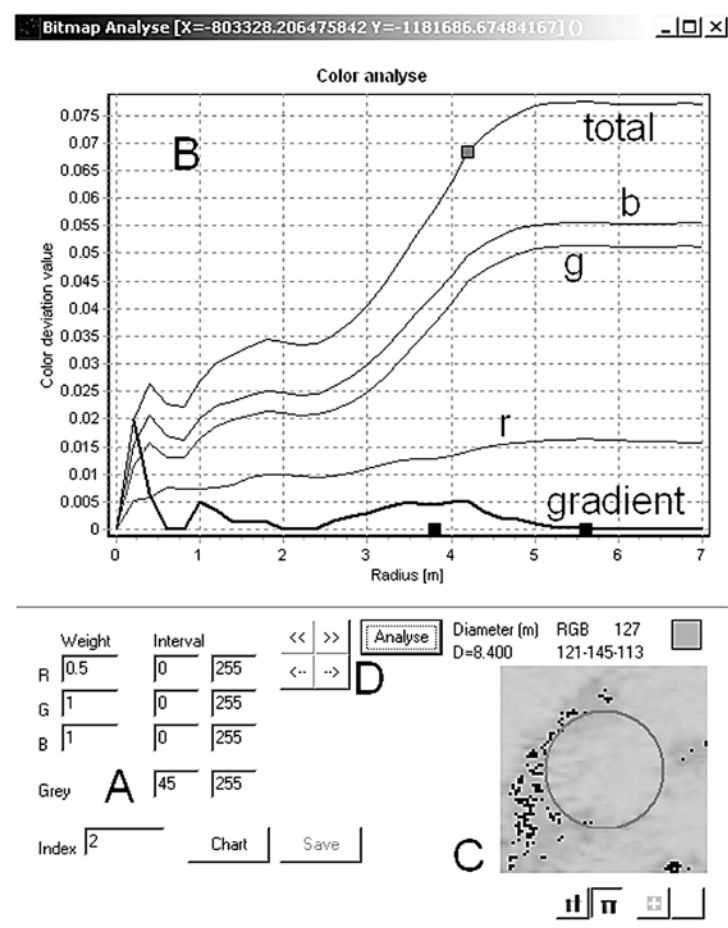 Bitmap Analyse [X=-803328.206475842 Y=-1181686.67484167] ()
Color analyse
Color deviation value
0.075
0.07
0.065
0.06
0.055
0.05
0.045
0.04
0.035
0.03
0.025
0.02
0.015
0.01
0.005
0
B
total
b
g
r
gradient
0 1 2 3 4 5 6 7
Radius [m]
Weight Interval
R 0.5 0 255
G 1 0 255
B 1 0 255
Grey A 45 255
Index 2 Chart Save
<< >>
<-- -->
D
Analyse
Diameter (m) RGB 127
D=8.400 121-145-113
C